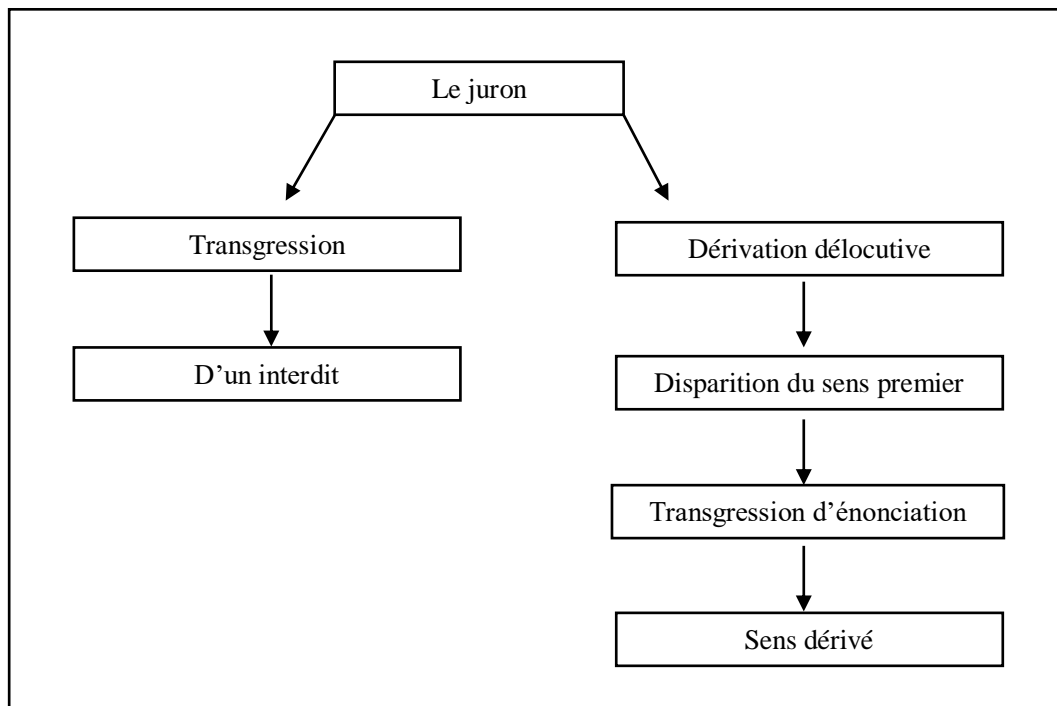 Le juron
Transgression
D’un interdit
Dérivation délocutive
Disparition du sens premier
Transgression d’énonciation
Sens dérivé